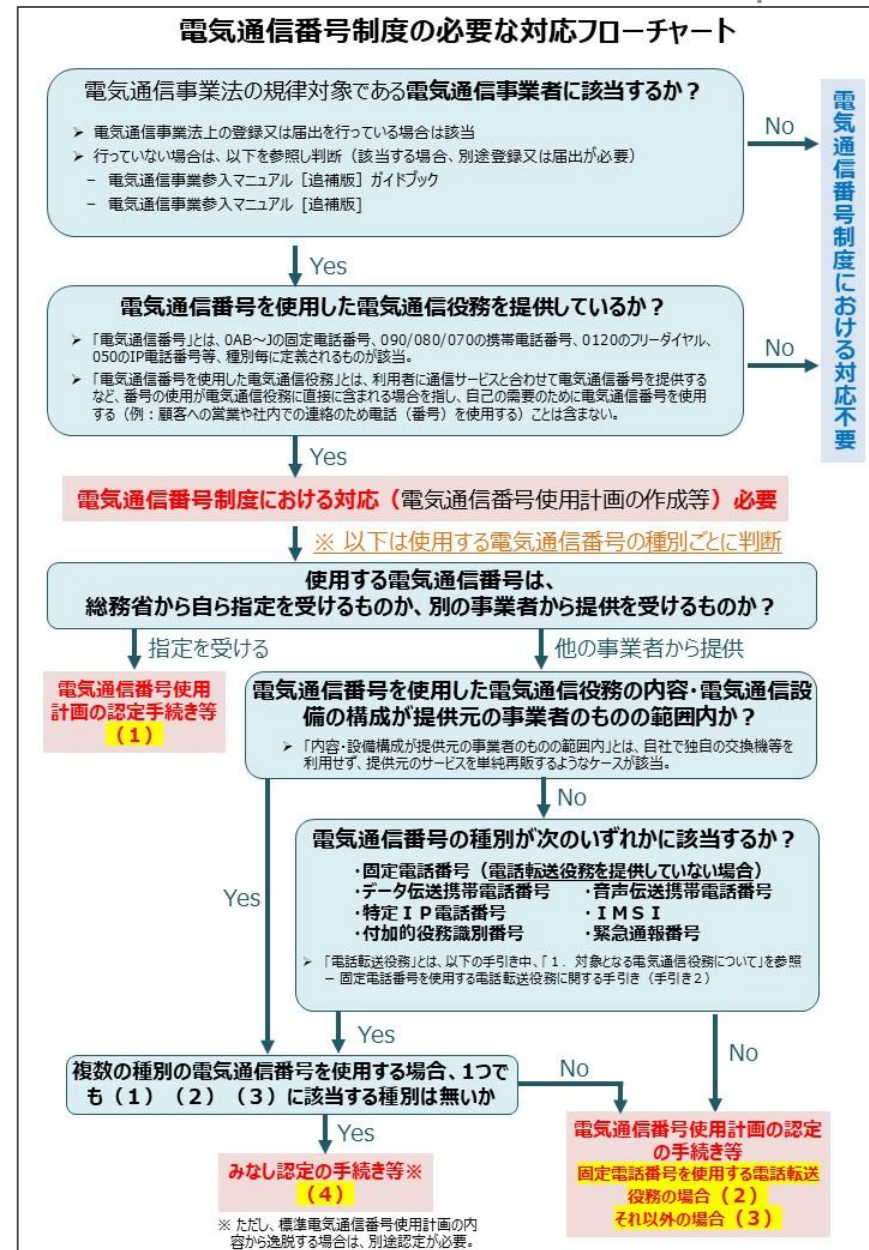 電気通信番号制度の必要な対応フローチャート
電気通信事業法の規律対象である電気通信事業者に該当するか？
➢ 電気通信事業法上の登録又は届出を行っている場合は該当
➢ 行っていない場合は、以下を参照し判断（該当する場合、別途登録又は届出が必要）
− 電気通信事業参入マニュアル［追補版］ガイドブック
− 電気通信事業参入マニュアル［追補版］
No
電気通信番号制度における対応不要
Yes
電気通信番号を使用した電気通信役務を提供しているか？
➢ 「電気通信番号」とは、0AB～Jの固定電話番号、090/080/070の携帯電話番号、0120のフリーダイヤル、
050のIP電話番号等、種別毎に定義されるものが該当。
➢ 「電気通信番号を使用した電気通信役務」とは、利用者に通信サービスと合わせて電気通信番号を提供する
など、番号の使用が電気通信役務に直接に含まれる場合を指し、自己の需要のために電気通信番号を使用
する（例：顧客への営業や社内での連絡のため電話（番号）を使用する）ことは含まない。
No
Yes
電気通信番号制度における対応（電気通信番号使用計画の作成等）必要
※ 以下は使用する電気通信番号の種別ごとに判断
使用する電気通信番号は、
総務省から自ら指定を受けるものか、別の事業者から提供を受けるものか？
指定を受ける
他の事業者から提供
電気通信番号使用
計画の認定手続き等
（１）
電気通信番号を使用した電気通信役務の内容・電気通信設
備の構成が提供元の事業者のものの範囲内か？
➢ 「内容・設備構成が提供元の事業者のものの範囲内」とは、自社で独自の交換機等を
利用せず、提供元のサービスを単純再販するようなケースが該当。
No
電気通信番号の種別が次のいずれかに該当するか？
・固定電話番号（電話転送役務を提供していない場合）
・データ伝送携帯電話番号 ・音声伝送携帯電話番号
・特定ＩＰ電話番号 ・ＩＭＳＩ
・付加的役務識別番号 ・緊急通報番号
➢ 「電話転送役務」とは、以下の手引き中、「１．対象となる電気通信役務について」を参照
− 固定電話番号を使用する電話転送役務に関する手引き（手引き２）
Yes
Yes
No
複数の種別の電気通信番号を使用する場合、1つで
も（１）（２）（３）に該当する種別は無いか
No
Yes
みなし認定の手続き等※
（４）
※ ただし、標準電気通信番号使用計画の内
容から逸脱する場合は、別途認定が必要。
電気通信番号使用計画の認定
の手続き等
固定電話番号を使用する電話転送
役務の場合（２）
それ以外の場合（３）